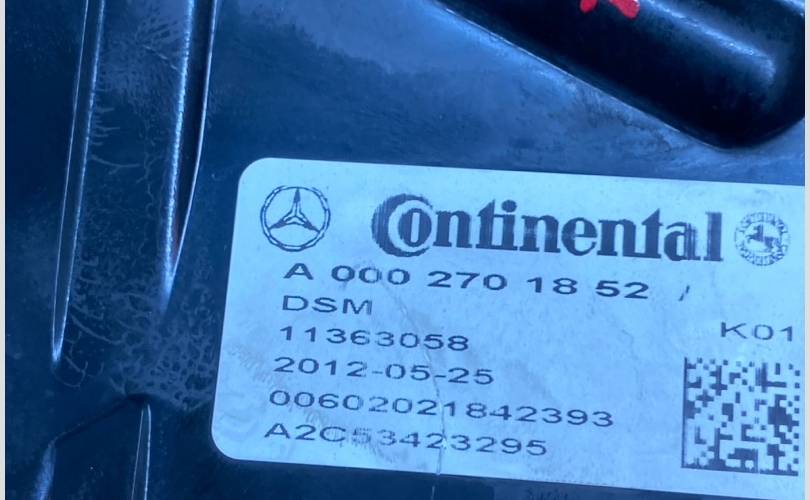 Continental
A 000 270 18 52 /
DSM
11363058 K01
2012-05-25
00602021842393
A2C53423295